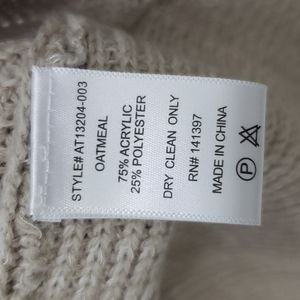 STYLE# AT13204-003
OATMEAL
75% ACRYLIC
25% POLYESTER
DRY CLEAN ONLY
RN# 141397
MADE IN CHINA
P